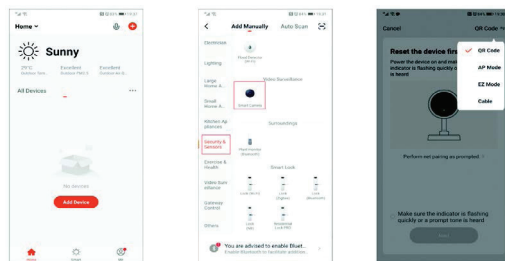 Home
Sunny
Excellent
Excellent
All Devices
No devices
Add Device
Add Manually
Auto Scan
Electrician
Lighting
Large
Home A..
Small
Home A..
Kitchen Ap
pliances
Security &
Sensors
Exercise &
Health
Video Surv
eillance
Gateway
Control
Others
Video Surveillance
Smart Camera
Surroundings
Smart Lock
Lock
Lock
Lock
You are advised to enable Bluet...
Cancel
QR Code
Reset the device firs
Power the device on and mak
indicator is flashing quickly o
is heard
QR Code
AP Mode
EZ Mode
Cable
Perform net pairing as prompted.
Make sure the indicator is flashing
quickly or a prompt tone is heard
Next